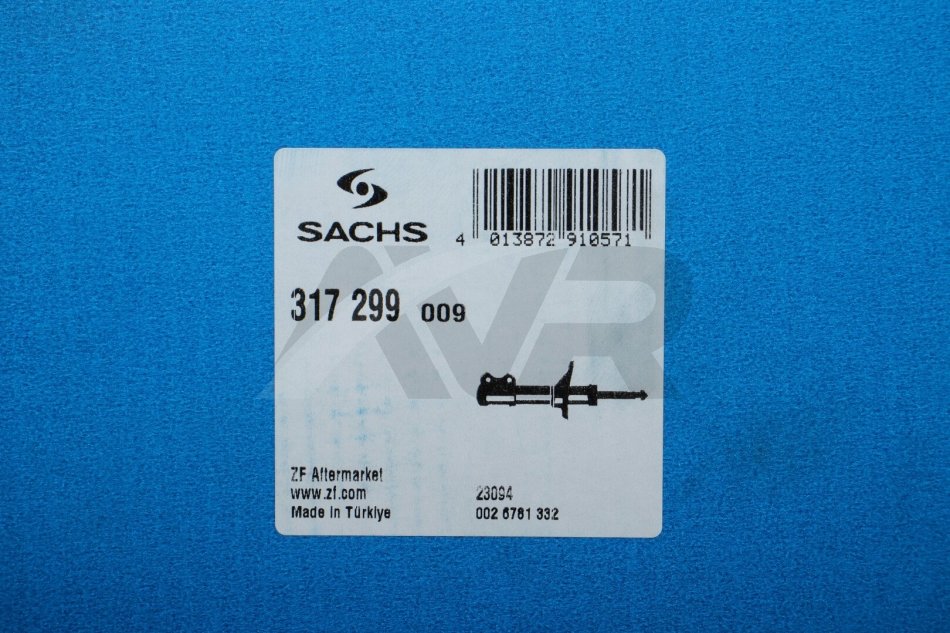 SACHS
4 013872 910571
317 299 009
AVR
ZF Aftermarket
www.zf.com
Made in Türkiye
23094
002 6761 332